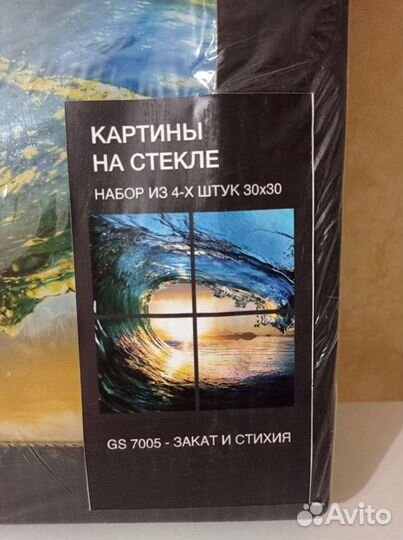 КАРТИНЫ
НА СТЕКЛЕ
НАБОР ИЗ 4-Х ШТУК 30x30
GS 7005 - ЗАКАТ И СТИХИЯ
Avito